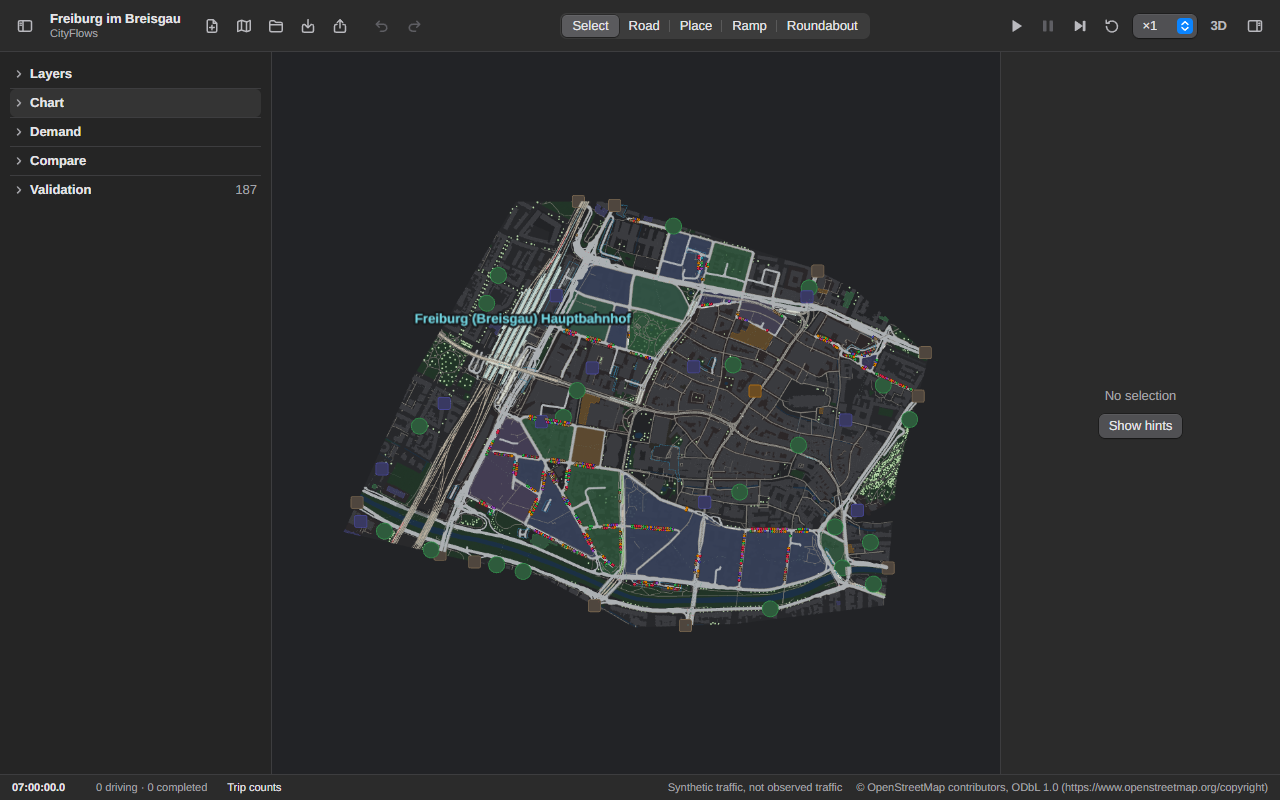 Freiburg im Breisgau
CityFlows
Select Road Place Ramp Roundabout
×1
3D
Layers
Chart
Demand
Compare
Validation 187
Freiburg (Breisgau) Hauptbahnhof
No selection
Show hints
07:00:00.0 0 driving · 0 completed Trip counts
Synthetic traffic, not observed traffic © OpenStreetMap contributors, ODbL 1.0 (https://www.openstreetmap.org/copyright)